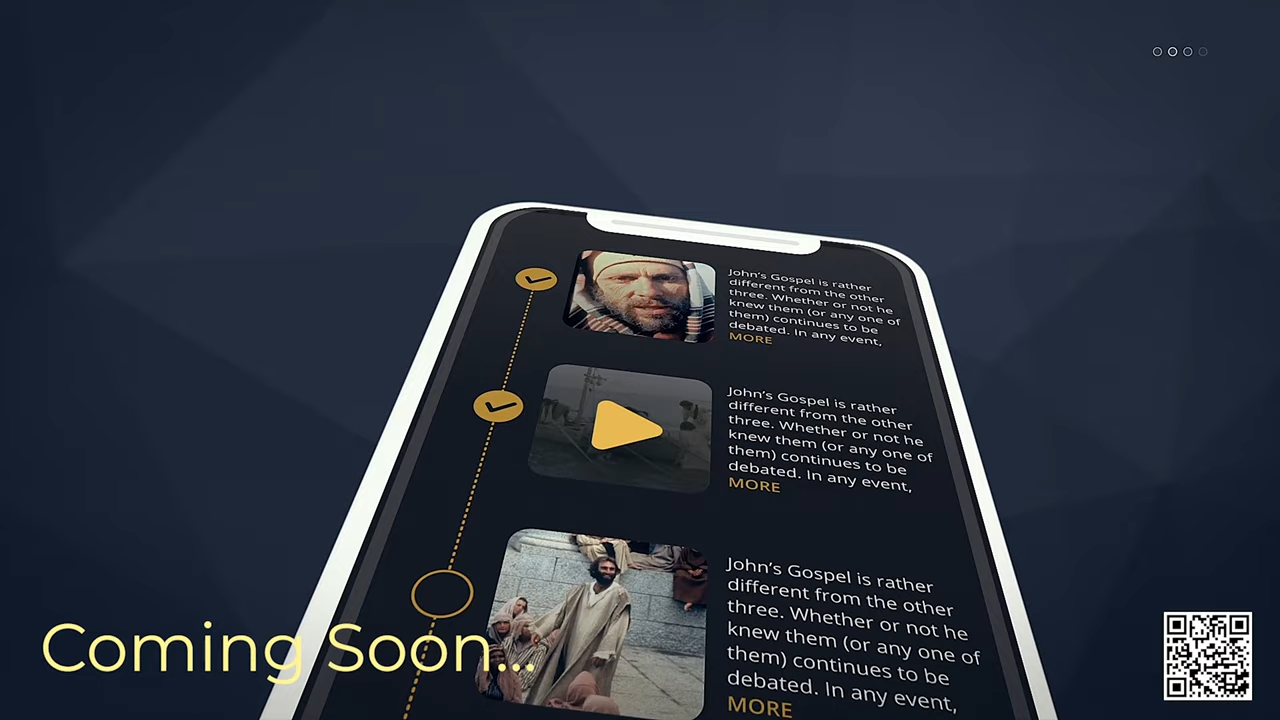 John's Gospel is rather
different from the other
three. Whether or not he
knew them (or any one of
them) continues to be
debated. In any event,
MORE
John's Gospel is rather
different from the other
three. Whether or not he
knew them (or any one of
them) continues to be
debated. In any event,
MORE
John's Gospel is rather
different from the other
three. Whether or not he
knew them (or any one of
them) continues to be
debated. In any event,
MORE
Coming Soon...